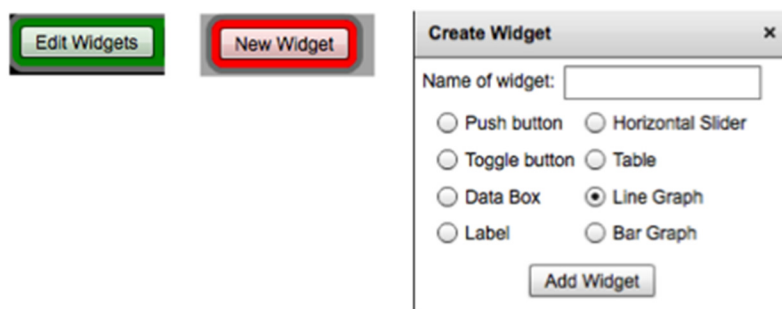 Edit Widgets
New Widget
Create Widget ×
Name of widget:
Push button Horizontal Slider
Toggle button Table
Data Box Line Graph
Label Bar Graph
Add Widget